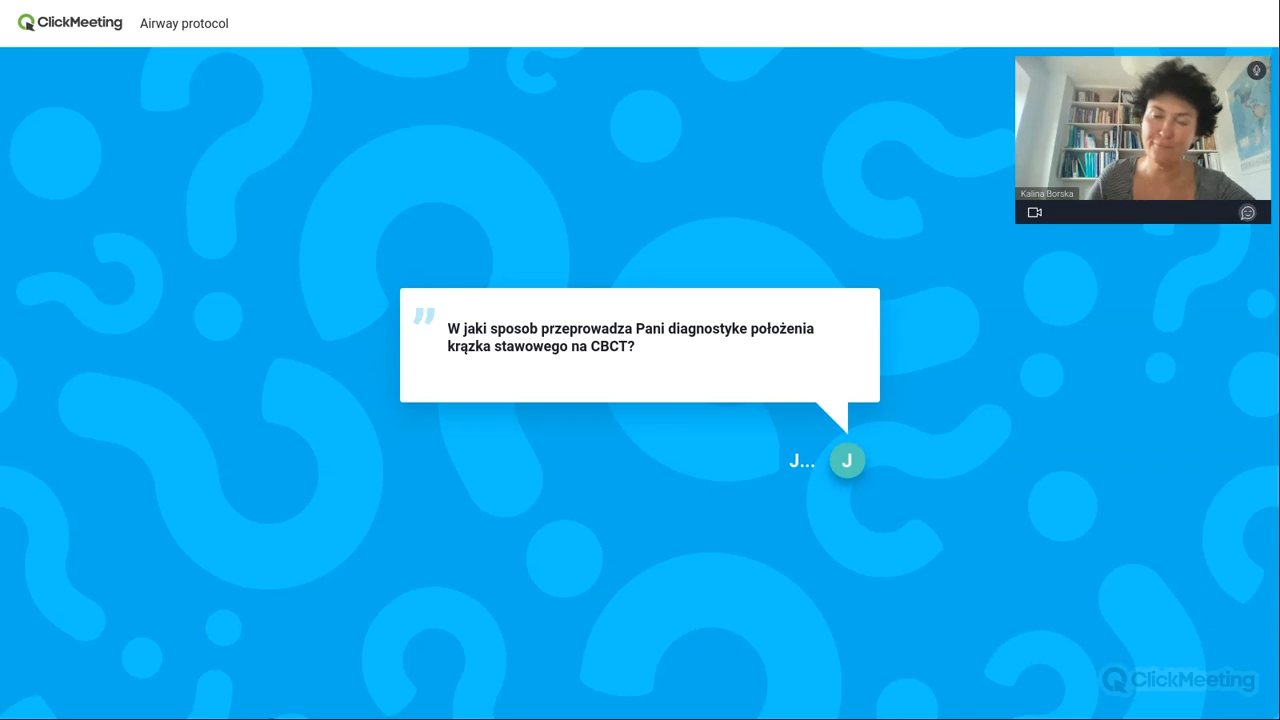 ClickMeeting Airway protocol
Kalina Borska
W jaki sposob przeprowadza Pani diagnostyke położenia
krązka stawowego na CBCT?
J... J
ClickMeeting